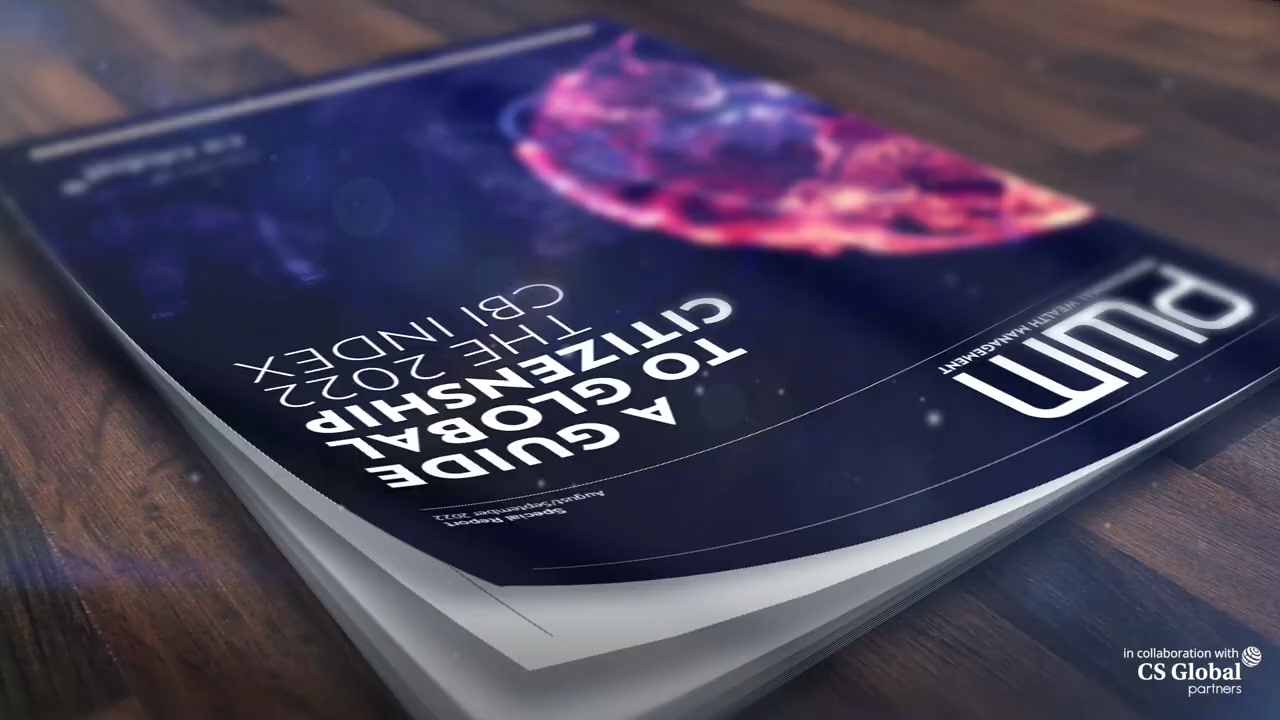 pwm
WEALTH MANAGEMENT
Special Report
August/September 2022
A GUIDE
TO GLOBAL
CITIZENSHIP
THE 2022
CBI INDEX
in collaboration with
CS Global
partners